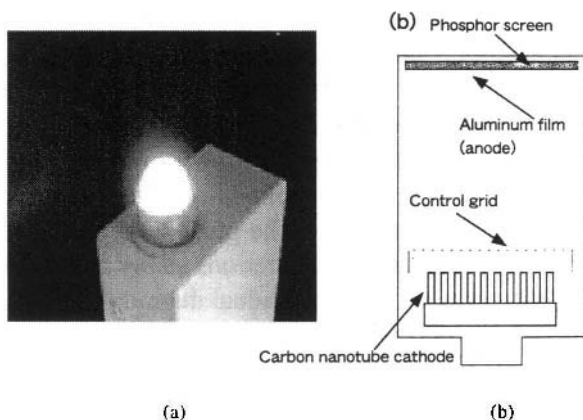 (b)
Phosphor screen
Aluminum film
(anode)
Control grid
Carbon nanotube cathode
(a)
(b)